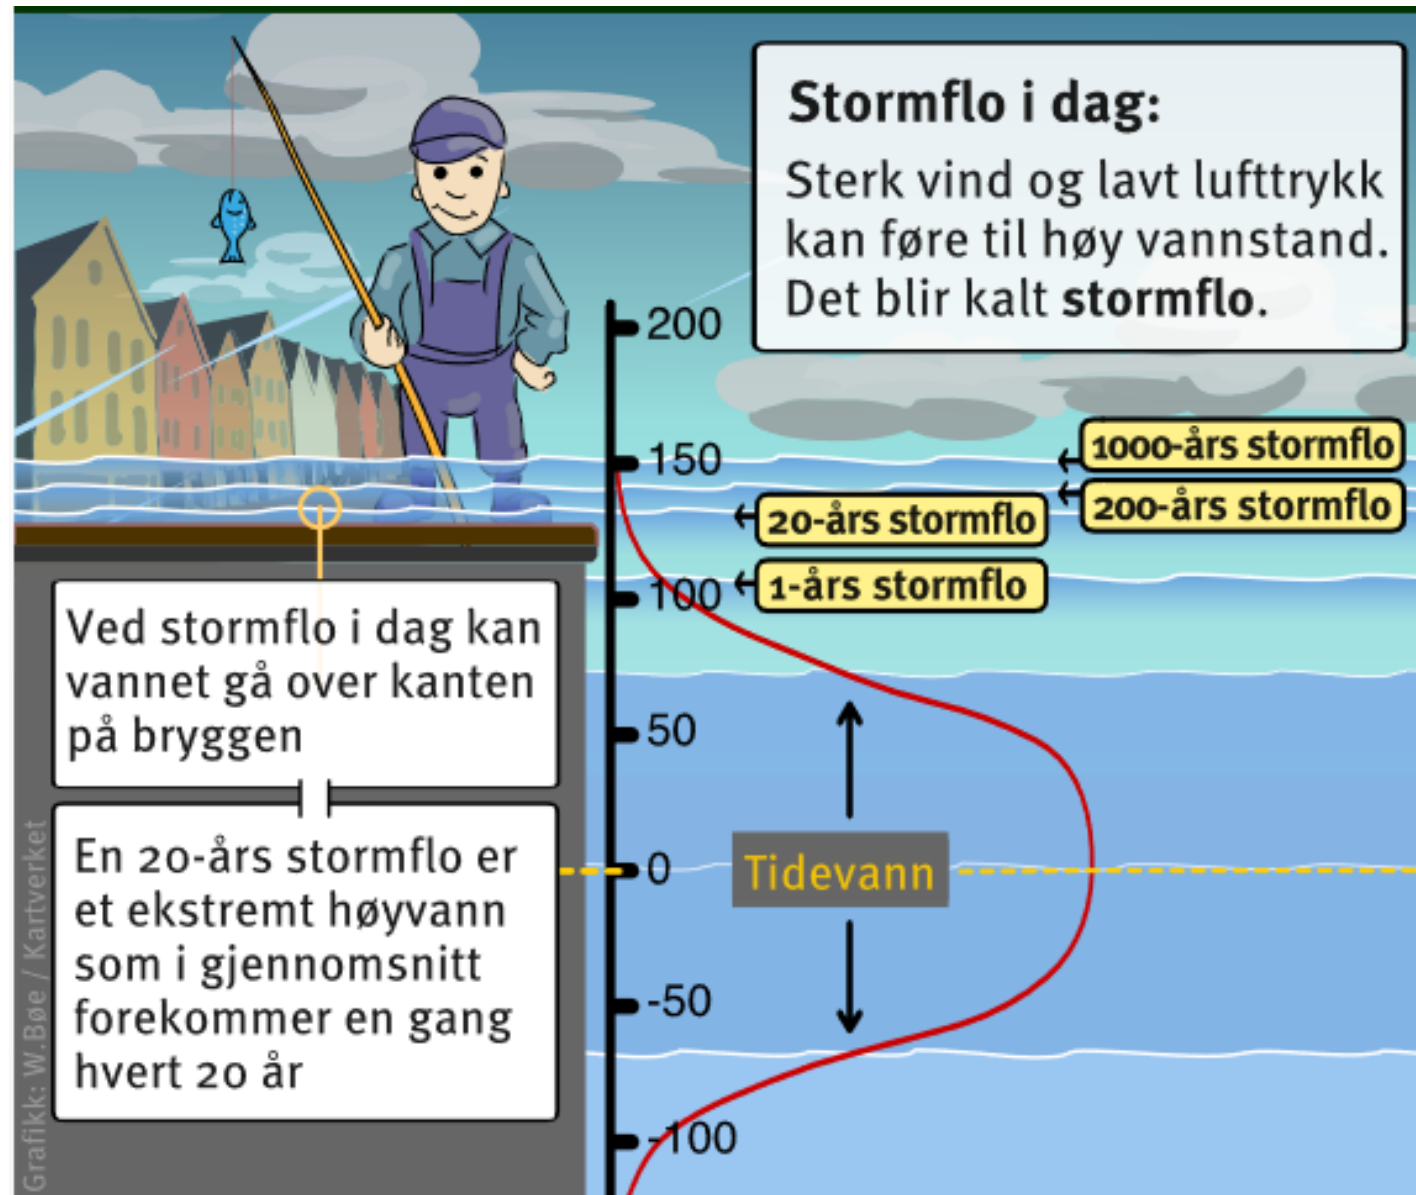 Stormflo i dag:
Sterk vind og lavt lufttrykk
kan føre til høy vannstand.
Det blir kalt stormflo.
200
150
100
50
0
-50
-100
1000-års stormflo
200-års stormflo
20-års stormflo
1-års stormflo
Tidevann
Ved stormflo i dag kan
vannet gå over kanten
på bryggen
En 20-års stormflo er
et ekstremt høyvann
som i gjennomsnitt
forekommer en gang
hvert 20 år
Grafikk: W.Bøe / Kartverket